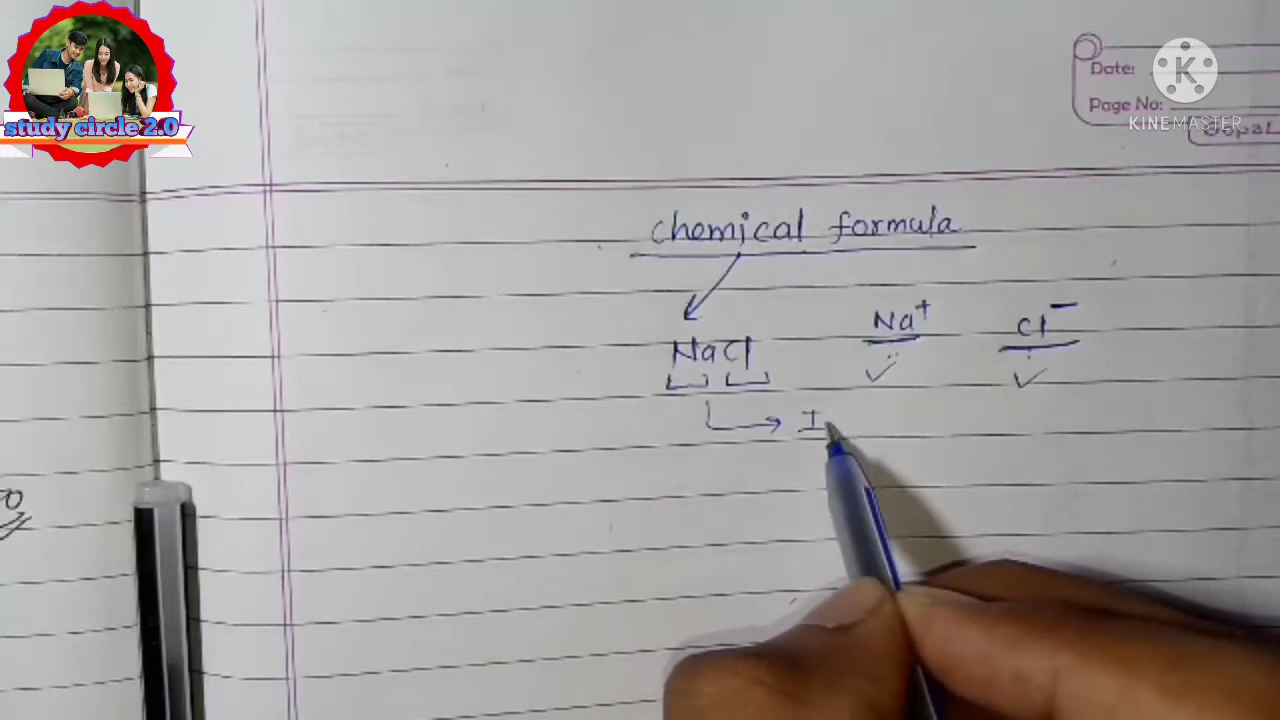 study circle 2.0
Date:
Page No:
KINEMASTER
Chemical formula
Na⁺ Cl⁻
NaCl
I